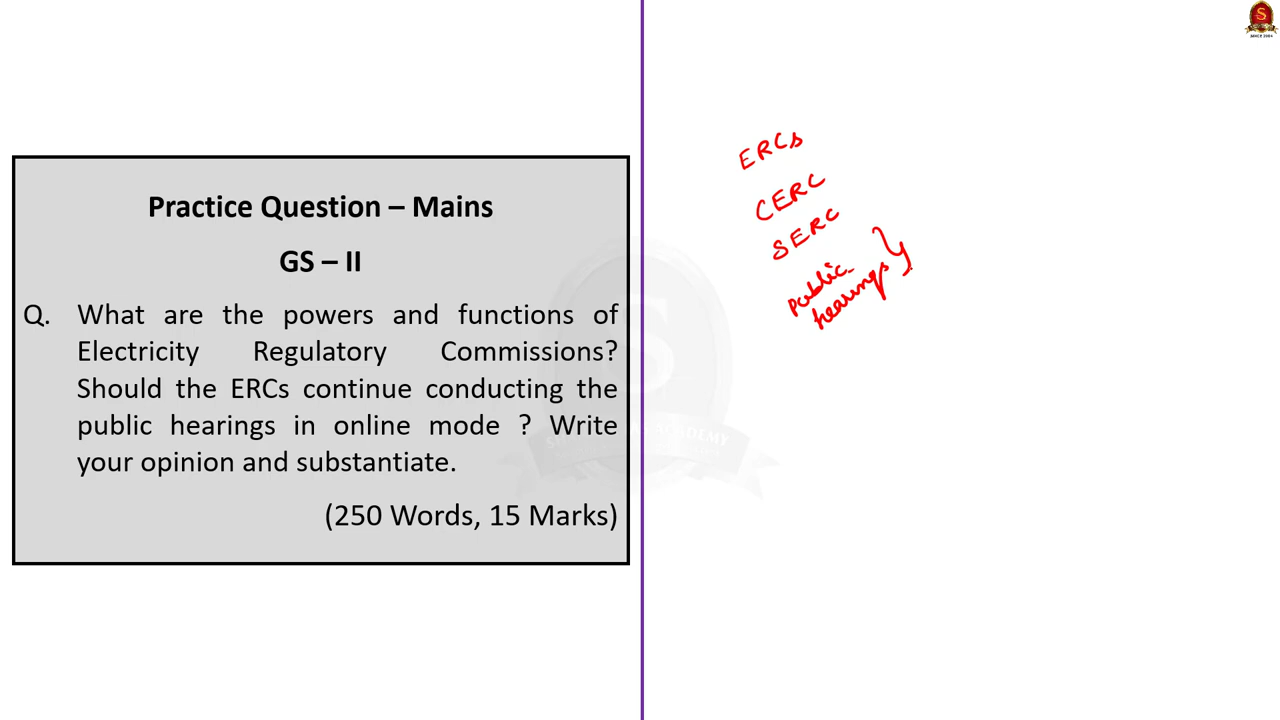 Practice Question – Mains
GS – II
Q. What are the powers and functions of
Electricity Regulatory Commissions?
Should the ERCs continue conducting the
public hearings in online mode ? Write
your opinion and substantiate.
(250 Words, 15 Marks)
ERCs
CERC
SERC
Public
hearings
S
SINCE 2004